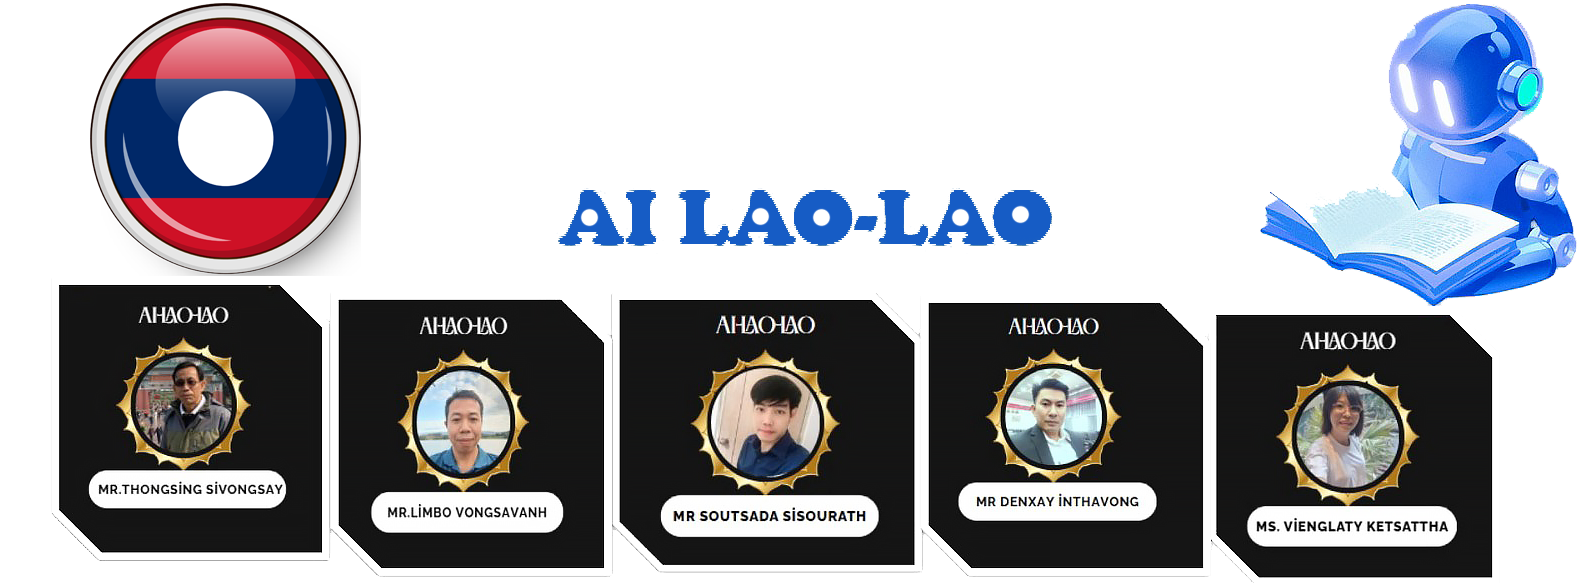 AI LAO-LAO
AI LAO-LAO
MR.THONGSİNG SİVONGSAY
AI LAO-LAO
MR.LİMBO VONGSAVANH
AI LAO-LAO
MR SOUTSADA SİSOURATH
AI LAO-LAO
MR DENXAY İNTHAVONG
AI LAO-LAO
MS. VİENGLATY KETSATTHA